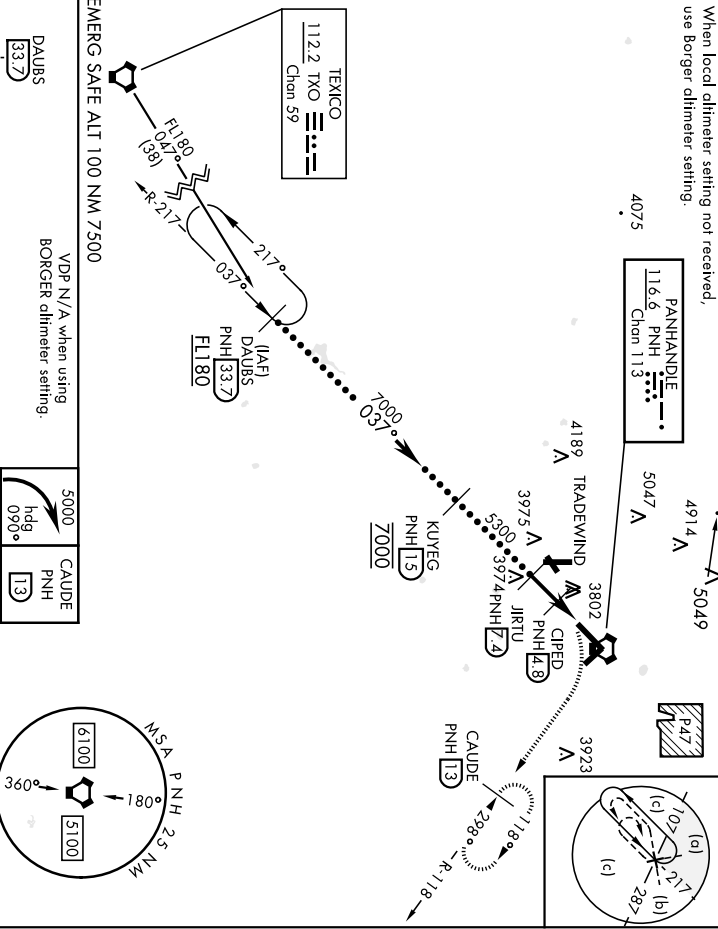 When local altimeter setting not received,
use Borger altimeter setting.
4075
5049
4914
5047
PANHANDLE
116.6 PNH
Chan 113
P47
4189
TRADEWIND
3975
3974
3802
3923
TEXICO
112.2 TXO
Chan 59
FL180
047°
(38)
R-217
217°
037°
(IAF)
DAUBS
PNH 33.7
FL180
7000
037°
KUYEG
PNH 15
7000
5300
JIRTU
PNH 7.4
CIPED
PNH 4.8
CAUDE
PNH 13
118°
298°
R-118
(a)
107
(c)
217
(b)
(c)
287
EMERG SAFE ALT 100 NM 7500
MSA PNH 25 NM
6100
180°
360°
5100
DAUBS
33.7
VDP N/A when using
BORGER altimeter setting.
5000
hdg
090°
CAUDE
PNH
13